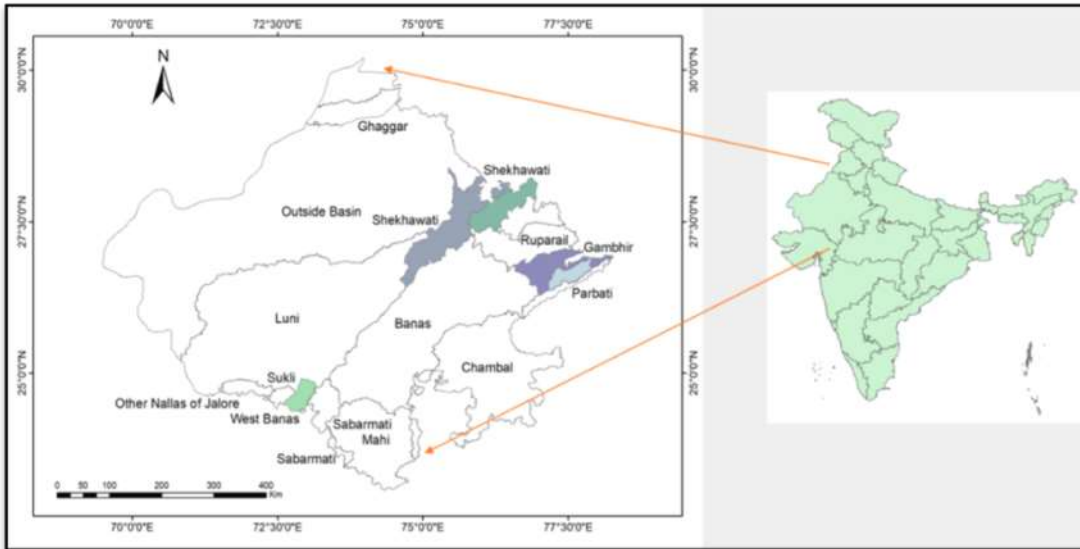 70°0'0"E 72°30'0"E 75°0'0"E 77°30'0"E
N
30°0'0"N
30°0'0"N
Ghaggar
Shekhawati
Outside Basin
Shekhawati
27°30'0"N
27°30'0"N
Ruparail
Gambhir
Parbati
Luni
Banas
Chambal
25°0'0"N
25°0'0"N
Sukli
Other Nallas of Jalore
West Banas
Sabarmati
Mahi
Sabarmati
0 50 100 200 300 400
Km
70°0'0"E 72°30'0"E 75°0'0"E 77°30'0"E